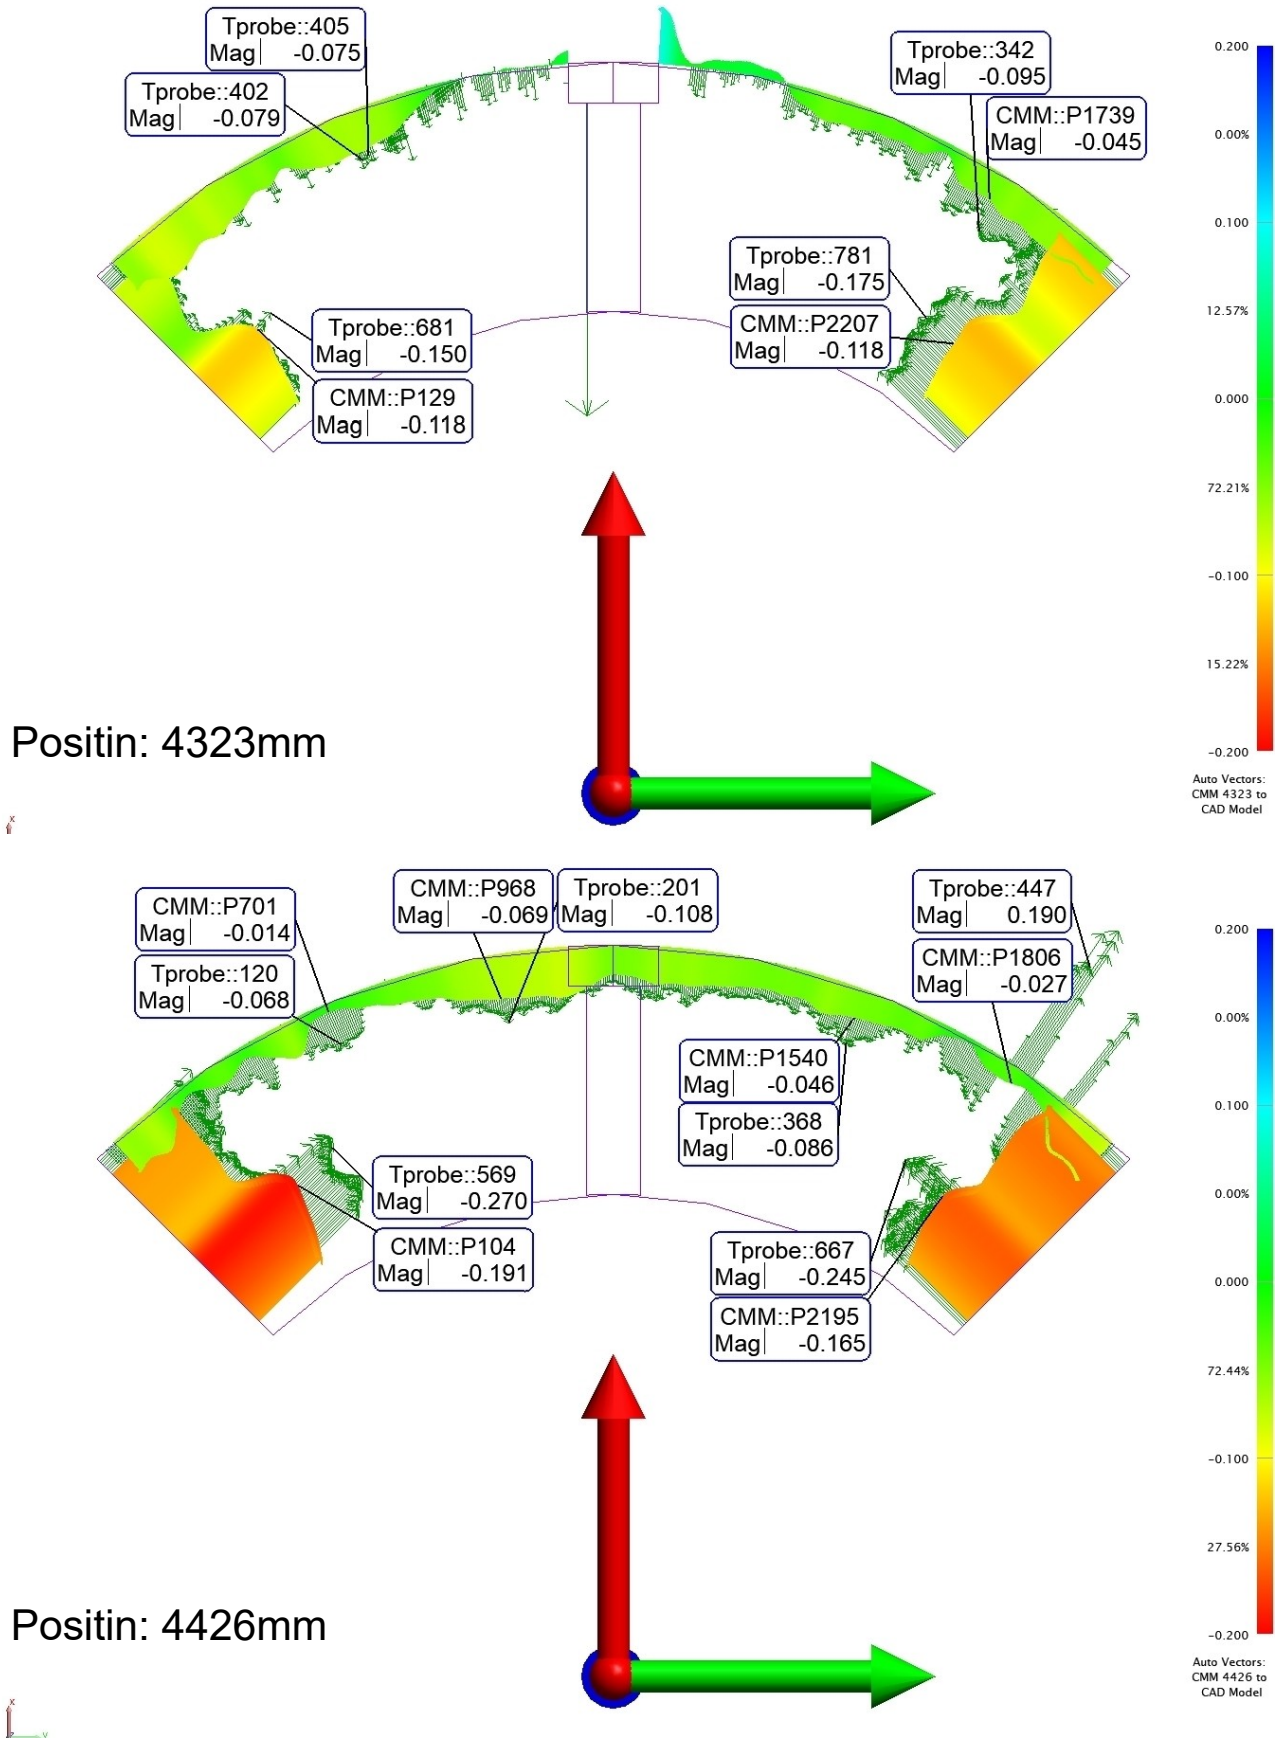 Tprobe::405
Mag -0.075
Tprobe::402
Mag -0.079
Tprobe::342
Mag -0.095
CMM::P1739
Mag -0.045
Tprobe::781
Mag -0.175
CMM::P2207
Mag -0.118
Tprobe::681
Mag -0.150
CMM::P129
Mag -0.118
0.200
0.00%
0.100
12.57%
0.000
72.21%
-0.100
15.22%
-0.200
Auto Vectors:
CMM 4323 to
CAD Model
Positin: 4323mm
X
CMM::P701
Mag -0.014
Tprobe::120
Mag -0.068
CMM::P968
Mag -0.069
Tprobe::201
Mag -0.108
Tprobe::447
Mag 0.190
CMM::P1806
Mag -0.027
CMM::P1540
Mag -0.046
Tprobe::368
Mag -0.086
Tprobe::569
Mag -0.270
CMM::P104
Mag -0.191
Tprobe::667
Mag -0.245
CMM::P2195
Mag -0.165
0.200
0.00%
0.100
0.00%
0.000
72.44%
-0.100
27.56%
-0.200
Auto Vectors:
CMM 4426 to
CAD Model
Positin: 4426mm
X
Y